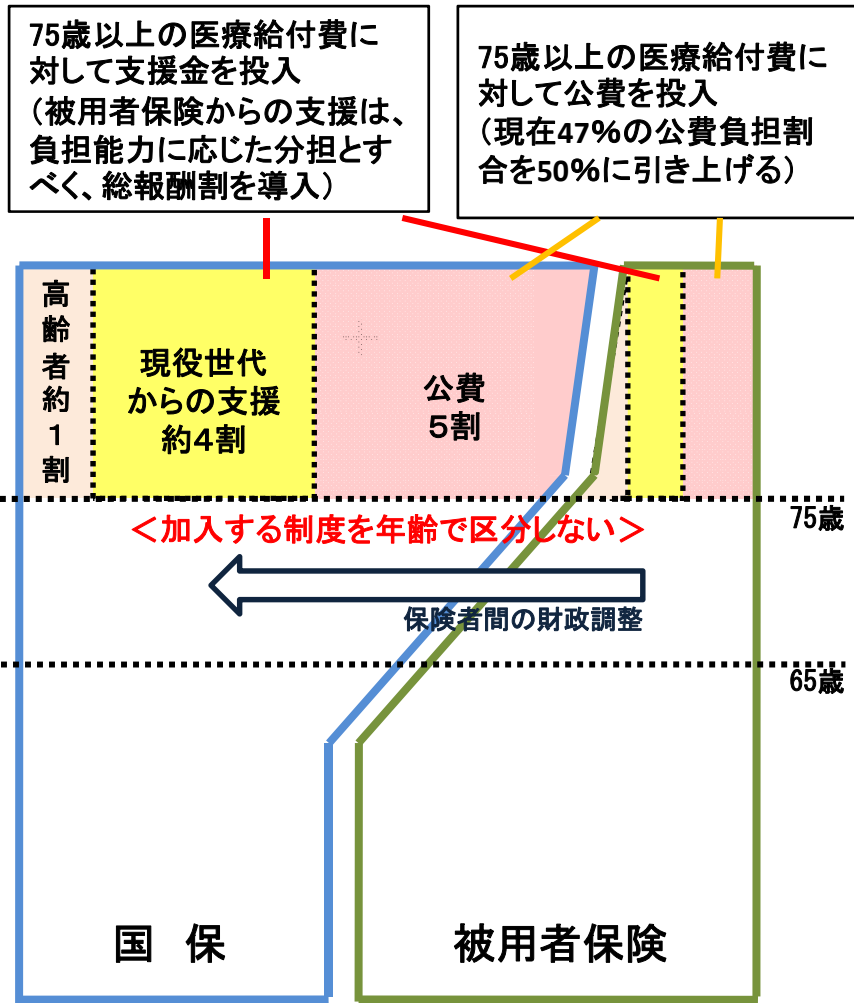 75歳以上の医療給付費に
対して支援金を投入
（被用者保険からの支援は、
負担能力に応じた分担とす
べく、総報酬割を導入）
75歳以上の医療給付費に
対して公費を投入
（現在47％の公費負担割
合を50％に引き上げる）
高齢者約1割
現役世代
からの支援
約4割
公費
5割
75歳
＜加入する制度を年齢で区分しない＞
保険者間の財政調整
65歳
国 保
被用者保険